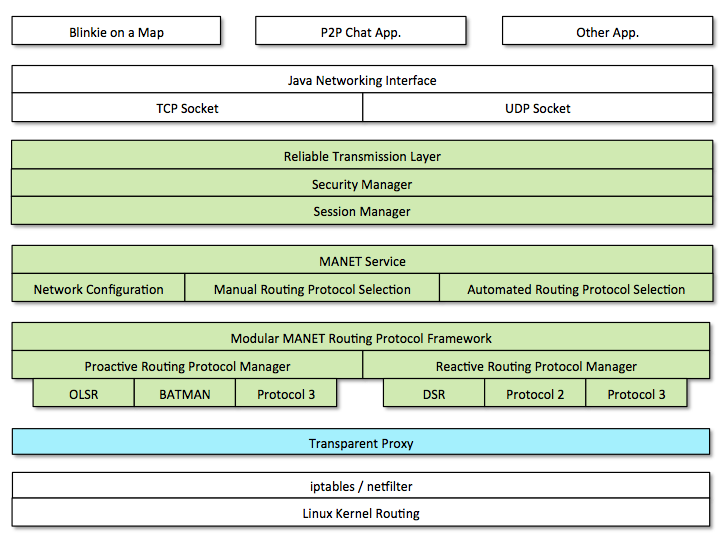 Blinkie on a Map
P2P Chat App.
Other App.
Java Networking Interface
TCP Socket
UDP Socket
Reliable Transmission Layer
Security Manager
Session Manager
MANET Service
Network Configuration
Manual Routing Protocol Selection
Automated Routing Protocol Selection
Modular MANET Routing Protocol Framework
Proactive Routing Protocol Manager
Reactive Routing Protocol Manager
OLSR
BATMAN
Protocol 3
DSR
Protocol 2
Protocol 3
Transparent Proxy
iptables / netfilter
Linux Kernel Routing